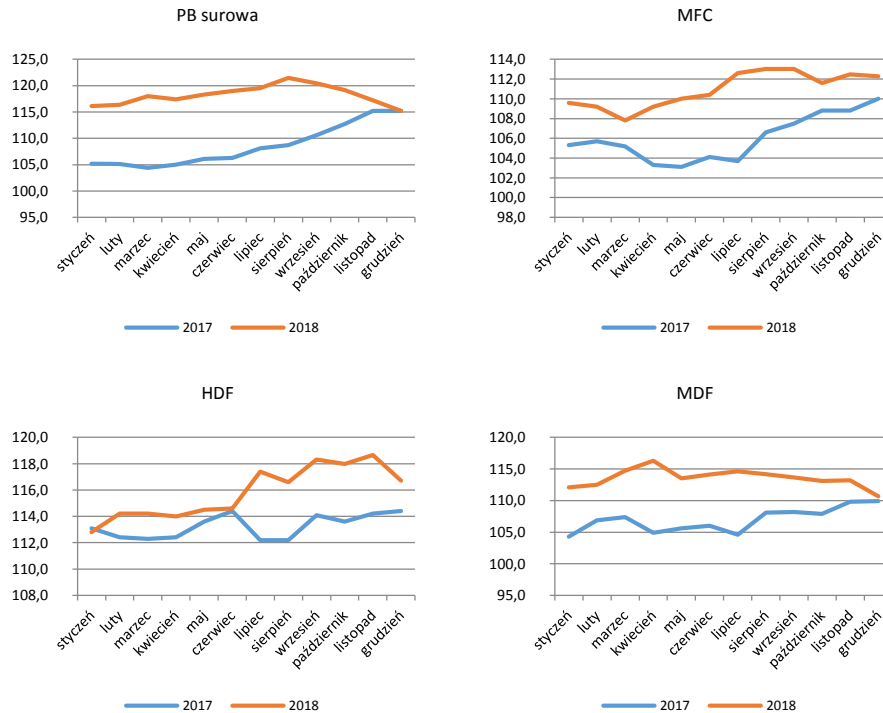 PB surowa
125,0
120,0
115,0
110,0
105,0
100,0
95,0
styczeń
luty
marzec
kwiecień
maj
czerwiec
lipiec
sierpień
wrzesień
październik
listopad
grudzień
2017 2018
MFC
114,0
112,0
110,0
108,0
106,0
104,0
102,0
100,0
98,0
styczeń
luty
marzec
kwiecień
maj
czerwiec
lipiec
sierpień
wrzesień
październik
listopad
grudzień
2017 2018
HDF
120,0
118,0
116,0
114,0
112,0
110,0
108,0
styczeń
luty
marzec
kwiecień
maj
czerwiec
lipiec
sierpień
wrzesień
październik
listopad
grudzień
2017 2018
MDF
120,0
115,0
110,0
105,0
100,0
95,0
styczeń
luty
marzec
kwiecień
maj
czerwiec
lipiec
sierpień
wrzesień
październik
listopad
grudzień
2017 2018